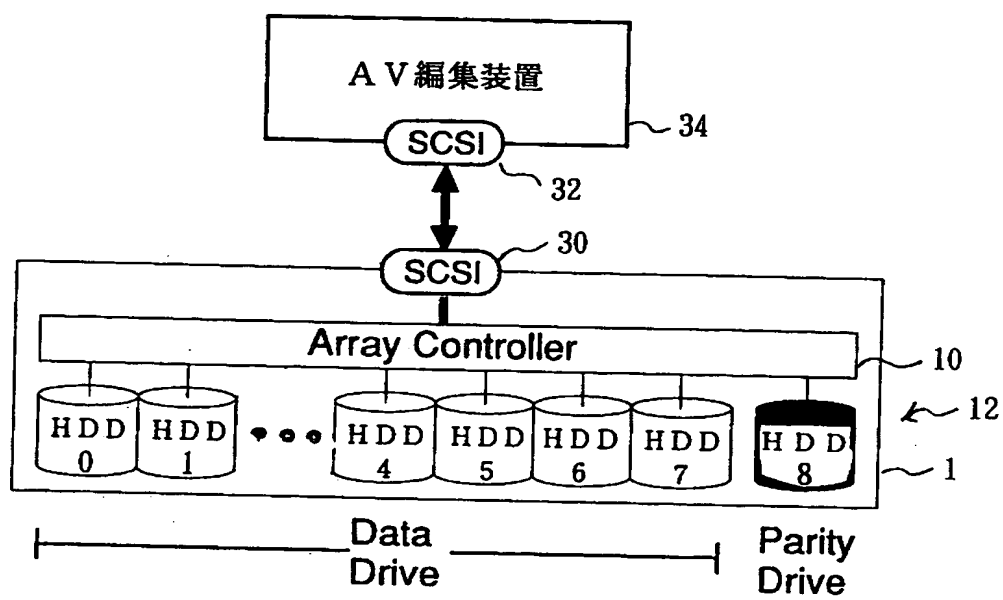 AV編集装置
34
SCSI
32
30
SCSI
Array Controller
10
12
HDD HDD HDD HDD HDD HDD HDD
0 1 4 5 6 7 8
1
Data Parity
Drive Drive